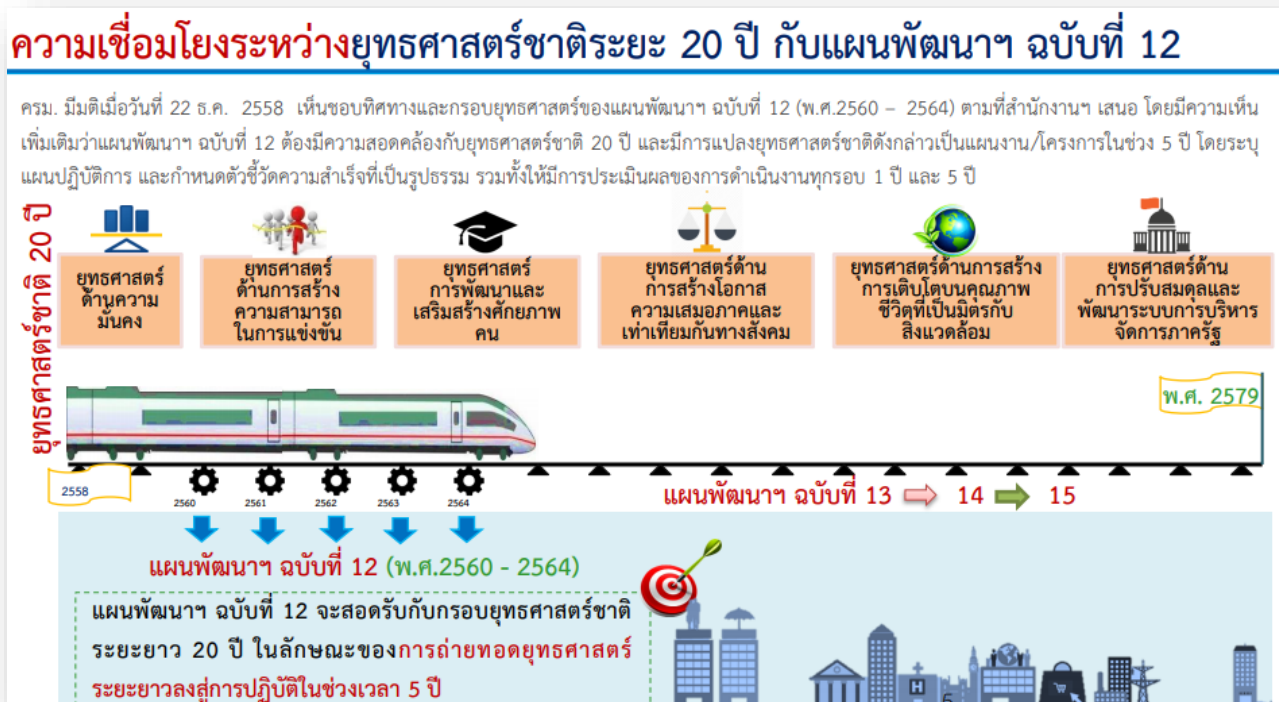 ความเชื่อมโยงระหว่างยุทธศาสตร์ชาติระยะ 20 ปี กับแผนพัฒนาฯ ฉบับที่ 12
ครม. มีมติเมื่อวันที่ 22 ธ.ค. 2558 เห็นชอบทิศทางและกรอบยุทธศาสตร์ของแผนพัฒนาฯ ฉบับที่ 12 (พ.ศ.2560 – 2564) ตามที่สำนักงานฯ เสนอ โดยมีความเห็น
เพิ่มเติมว่าแผนพัฒนาฯ ฉบับที่ 12 ต้องมีความสอดคล้องกับยุทธศาสตร์ชาติ 20 ปี และมีการแปลงยุทธศาสตร์ชาติดังกล่าวเป็นแผนงาน/โครงการในช่วง 5 ปี โดยระบุ
แผนปฏิบัติการ และกำหนดตัวชี้วัดความสำเร็จที่เป็นรูปธรรม รวมทั้งให้มีการประเมินผลของการดำเนินงานทุกรอบ 1 ปี และ 5 ปี
ยุทธศาสตร์ชาติ 20 ปี
ยุทธศาสตร์
ด้านความ
มั่นคง
ยุทธศาสตร์
ด้านการสร้าง
ความสามารถ
ในการแข่งขัน
ยุทธศาสตร์
การพัฒนาและ
เสริมสร้างศักยภาพ
คน
ยุทธศาสตร์ด้าน
การสร้างโอกาส
ความเสมอภาคและ
เท่าเทียมกันทางสังคม
ยุทธศาสตร์ด้านการสร้าง
การเติบโตบนคุณภาพ
ชีวิตที่เป็นมิตรกับ
สิ่งแวดล้อม
ยุทธศาสตร์ด้าน
การปรับสมดุลและ
พัฒนาระบบการบริหาร
จัดการภาครัฐ
พ.ศ. 2579
2558
2560 2561 2562 2563 2564
แผนพัฒนาฯ ฉบับที่ 13 14 15
แผนพัฒนาฯ ฉบับที่ 12 (พ.ศ.2560 - 2564)
แผนพัฒนาฯ ฉบับที่ 12 จะสอดรับกับกรอบยุทธศาสตร์ชาติ
ระยะยาว 20 ปี ในลักษณะของการถ่ายทอดยุทธศาสตร์
ระยะยาวลงสู่การปฏิบัติในช่วงเวลา 5 ปี
H
5